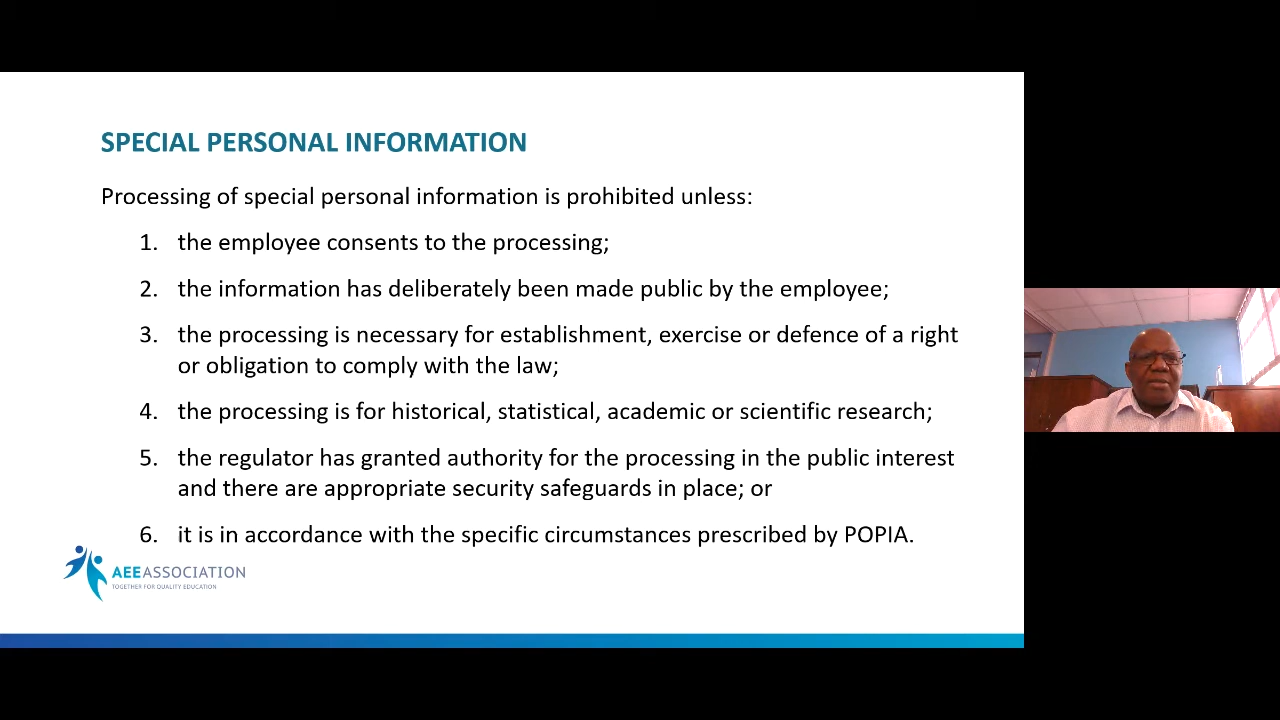 SPECIAL PERSONAL INFORMATION
Processing of special personal information is prohibited unless:
1. the employee consents to the processing;
2. the information has deliberately been made public by the employee;
3. the processing is necessary for establishment, exercise or defence of a right
or obligation to comply with the law;
4. the processing is for historical, statistical, academic or scientific research;
5. the regulator has granted authority for the processing in the public interest
and there are appropriate security safeguards in place; or
6. it is in accordance with the specific circumstances prescribed by POPIA.
AEEASSOCIATION
TOGETHER FOR QUALITY EDUCATION